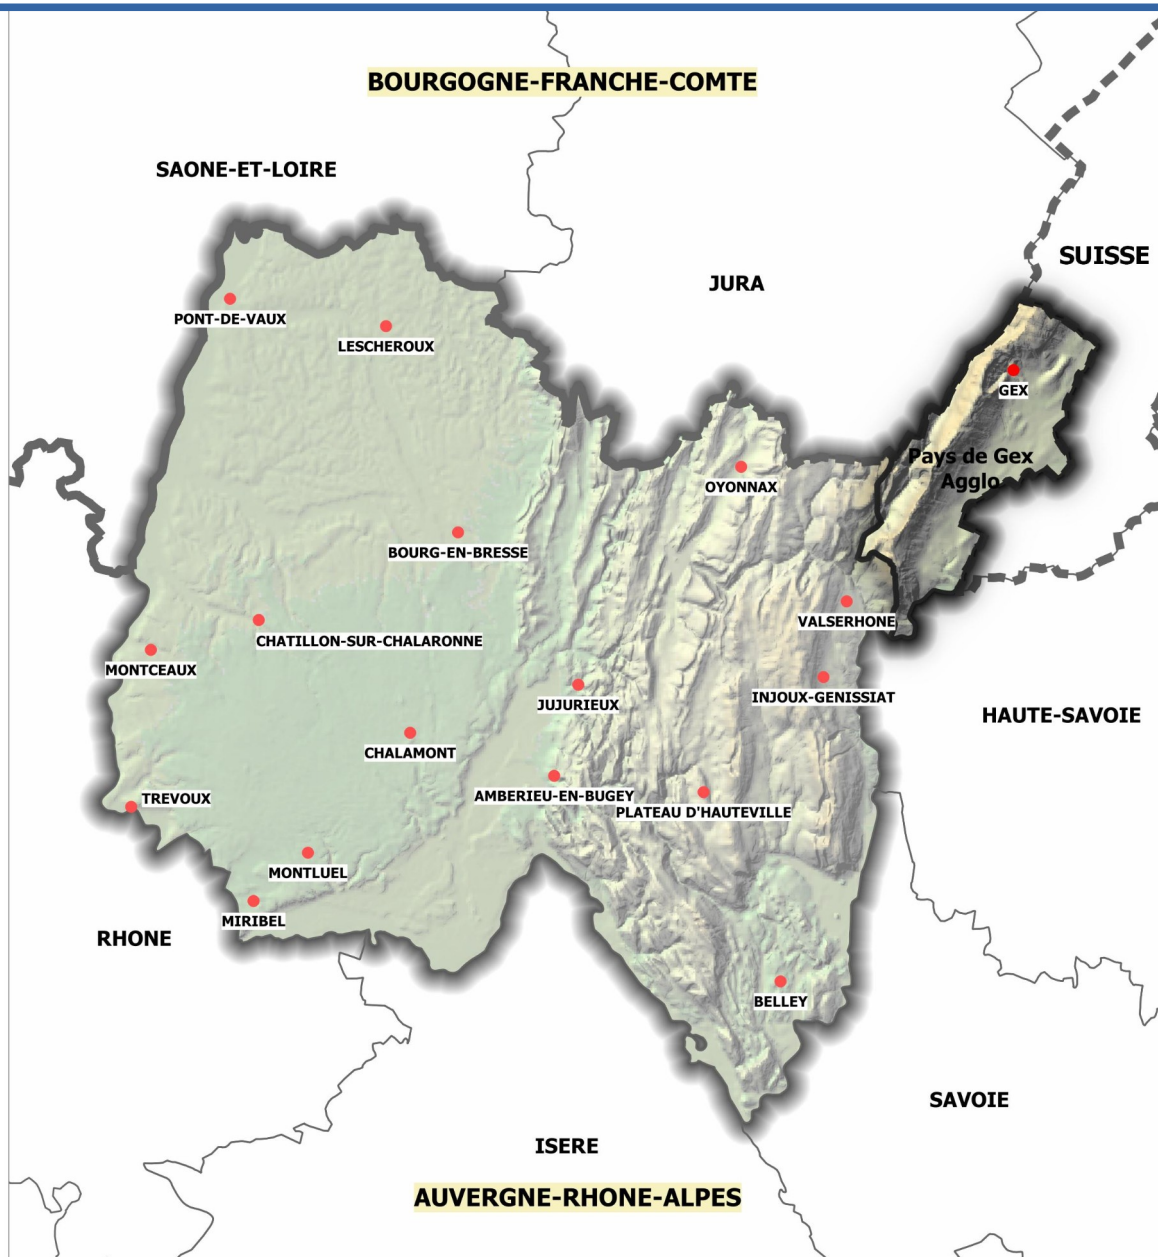 BOURGOGNE-FRANCHE-COMTE
SAONE-ET-LOIRE
SUISSE
JURA
PONT-DE-VAUX
LESCHEROUX
GEX
Pays de Gex
Agglo
OYONNAX
BOURG-EN-BRESSE
VALSERHONE
CHATILLON-SUR-CHALARONNE
MONTCEAUX
INJOUX-GENISSIAT
JUJURIEUX
HAUTE-SAVOIE
CHALAMONT
AMBERIEU-EN-BUGEY
TREVOUX
PLATEAU D'HAUTEVILLE
MONTLUEL
MIRIBEL
RHONE
BELLEY
SAVOIE
ISERE
AUVERGNE-RHONE-ALPES